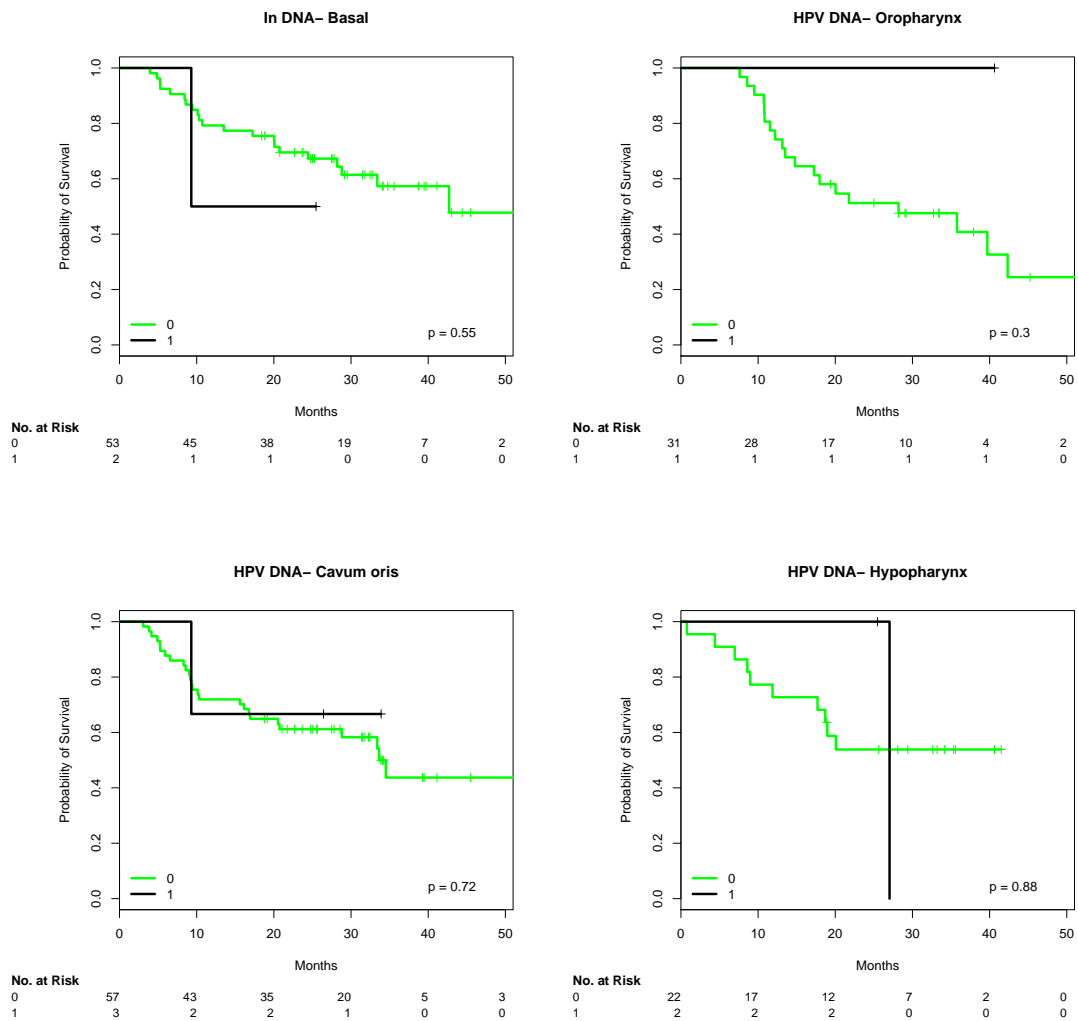 In DNA− Basal
1.0
0.8
0.6
0.4
0.2
0.0
Probability of Survival
0
1
p = 0.55
0 10 20 30 40 50
Months
No. at Risk
0 53 45 38 19 7 2
1 2 1 1 0 0 0
HPV DNA− Oropharynx
1.0
0.8
0.6
0.4
0.2
0.0
Probability of Survival
0
1
p = 0.3
0 10 20 30 40 50
Months
No. at Risk
0 31 28 17 10 4 2
1 1 1 1 1 1 0
HPV DNA− Cavum oris
1.0
0.8
0.6
0.4
0.2
0.0
Probability of Survival
0
1
p = 0.72
0 10 20 30 40 50
Months
No. at Risk
0 57 43 35 20 5 3
1 3 2 2 1 0 0
HPV DNA− Hypopharynx
1.0
0.8
0.6
0.4
0.2
0.0
Probability of Survival
0
1
p = 0.88
0 10 20 30 40 50
Months
No. at Risk
0 22 17 12 7 2 0
1 2 2 2 0 0 0